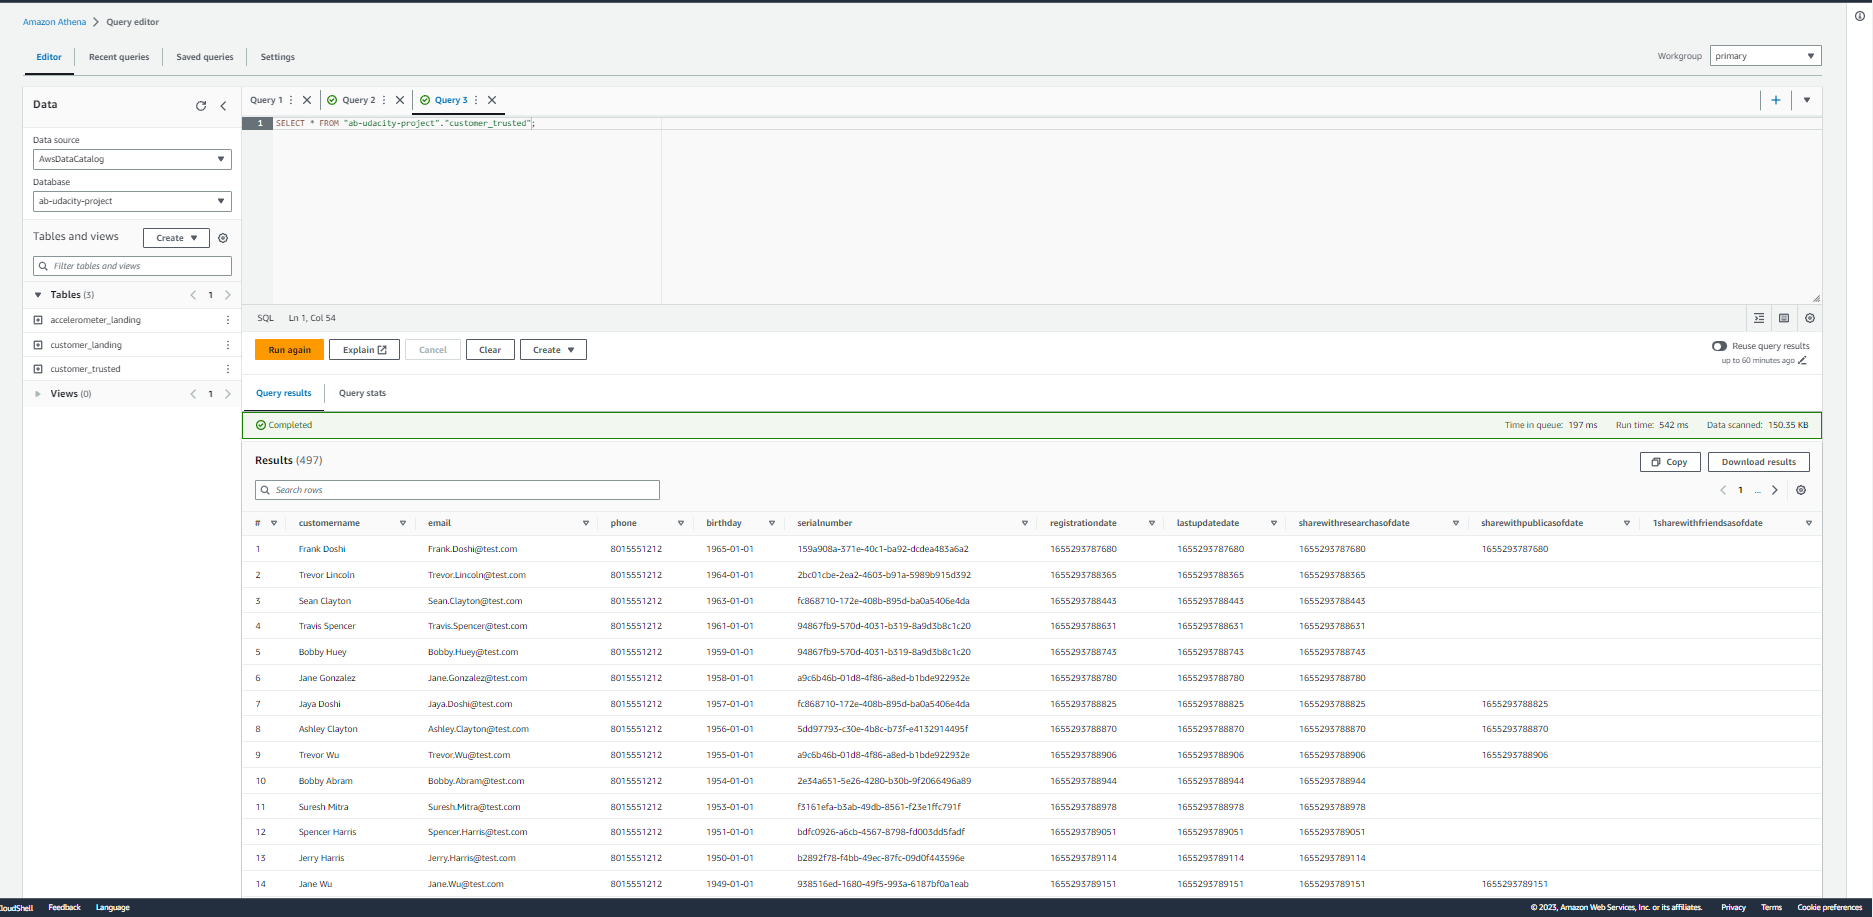 Amazon Athena > Query editor
Editor Recent queries Saved queries Settings Workgroup primary
Data
Data source
AwsDataCatalog
Database
ab-udacity-project
Tables and views Create
Filter tables and views
Tables (3) 1
accelerometer_landing
customer_landing
customer_trusted
Views (0) 1
Query 1 Query 2 Query 3
1 SELECT * FROM "ab-udacity-project"."customer_trusted";
SQL Ln 1, Col 54
Run again Explain Cancel Clear Create
Reuse query results
up to 60 minutes ago
Query results Query stats
Completed Time in queue: 197 ms Run time: 542 ms Data scanned: 150.35 KB
Results (497) Copy Download results
Search rows 1 ...
# customername email phone birthday serialnumber registrationdate lastupdatedate sharewithresearchasofdate sharewithpublicasofdate 1sharewithfriendsasofdate
1 Frank Doshi Frank.Doshi@test.com 8015551212 1965-01-01 159a908a-371e-40c1-ba92-dcdea483a6a2 1655293787680 1655293787680 1655293787680 1655293787680
2 Trevor Lincoln Trevor.Lincoln@test.com 8015551212 1964-01-01 2bc01cbe-2ea2-4603-b91a-5989b915d392 1655293788365 1655293788365 1655293788365
3 Sean Clayton Sean.Clayton@test.com 8015551212 1963-01-01 fc868710-172e-408b-895d-ba0a5406e4da 1655293788443 1655293788443 1655293788443
4 Travis Spencer Travis.Spencer@test.com 8015551212 1961-01-01 94867fb9-570d-4031-b319-8a9d3b8c1c20 1655293788631 1655293788631 1655293788631
5 Bobby Huey Bobby.Huey@test.com 8015551212 1959-01-01 94867fb9-570d-4031-b319-8a9d3b8c1c20 1655293788743 1655293788743 1655293788743
6 Jane Gonzalez Jane.Gonzalez@test.com 8015551212 1958-01-01 a9c6b46b-01d8-4f86-a8ed-b1bde922932e 1655293788780 1655293788780 1655293788780
7 Jaya Doshi Jaya.Doshi@test.com 8015551212 1957-01-01 fc868710-172e-408b-895d-ba0a5406e4da 1655293788825 1655293788825 1655293788825 1655293788825
8 Ashley Clayton Ashley.Clayton@test.com 8015551212 1956-01-01 5dd97793-c30e-4b8c-b73f-e4132914495f 1655293788870 1655293788870 1655293788870 1655293788870
9 Trevor Wu Trevor.Wu@test.com 8015551212 1955-01-01 a9c6b46b-01d8-4f86-a8ed-b1bde922932e 1655293788906 1655293788906 1655293788906 1655293788906
10 Bobby Abram Bobby.Abram@test.com 8015551212 1954-01-01 2e34a651-5e26-4280-b30b-9f2066496a89 1655293788944 1655293788944 1655293788944
11 Suresh Mitra Suresh.Mitra@test.com 8015551212 1953-01-01 f3161efa-b3ab-49db-8561-f23e1ffc791f 1655293788978 1655293788978 1655293788978
12 Spencer Harris Spencer.Harris@test.com 8015551212 1951-01-01 bdfc0926-a6cb-4567-8798-fd003dd5fadf 1655293789051 1655293789051 1655293789051
13 Jerry Harris Jerry.Harris@test.com 8015551212 1950-01-01 b2892f78-f4bb-49ec-87fc-09d0f443596e 1655293789114 1655293789114 1655293789114
14 Jane Wu Jane.Wu@test.com 8015551212 1949-01-01 938516ed-1680-49f5-993a-6187bf0a1eab 1655293789151 1655293789151 1655293789151 1655293789151
CloudShell Feedback Language © 2023, Amazon Web Services, Inc. or its affiliates. Privacy Terms Cookie preferences